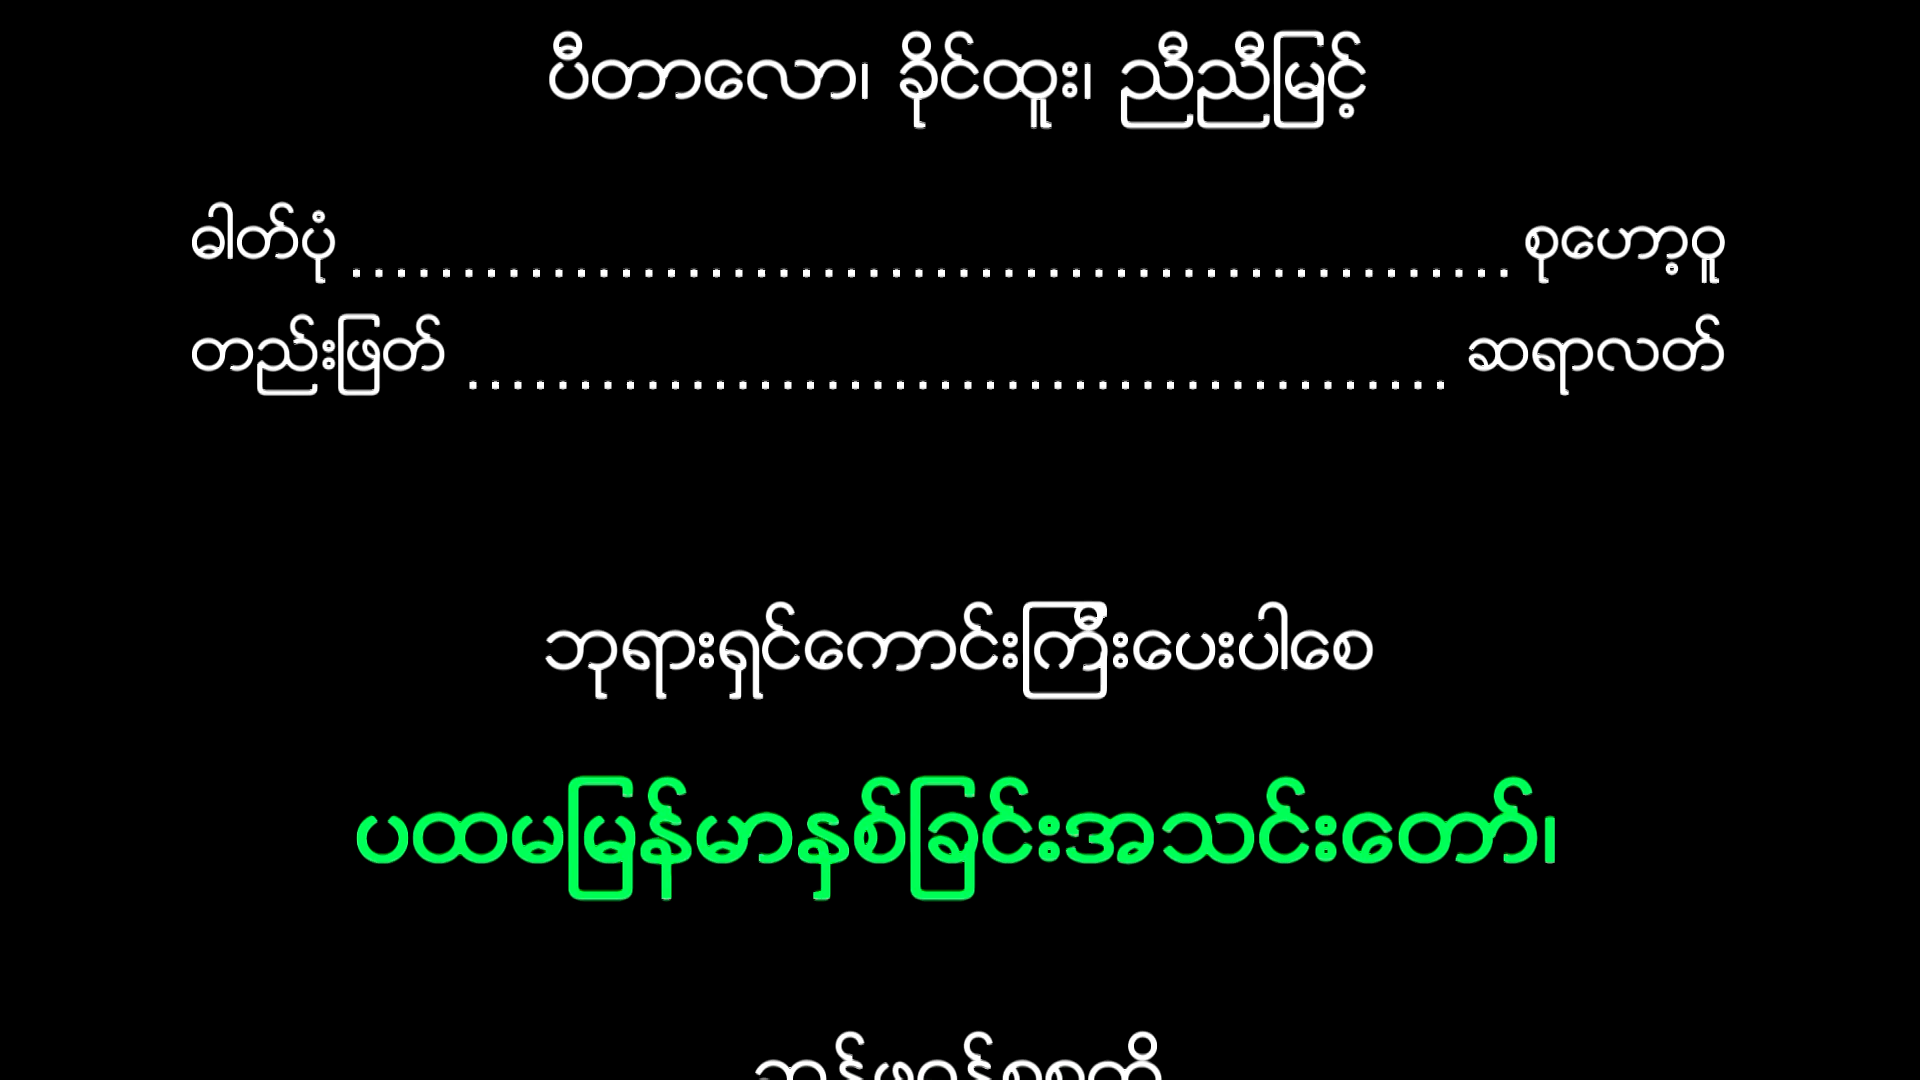 ပီတာလော၊ ခိုင်ထူး၊ ညီညီမြင့်
ဓါတ်ပုံ ................................................... စုဟော့ဝူ
တည်းဖြတ် ............................................ ဆရာလတ်
ဘုရားရှင်ကောင်းကြီးပေးပါစေ
ပထမမြန်မာနှစ်ခြင်းအသင်းတော်၊